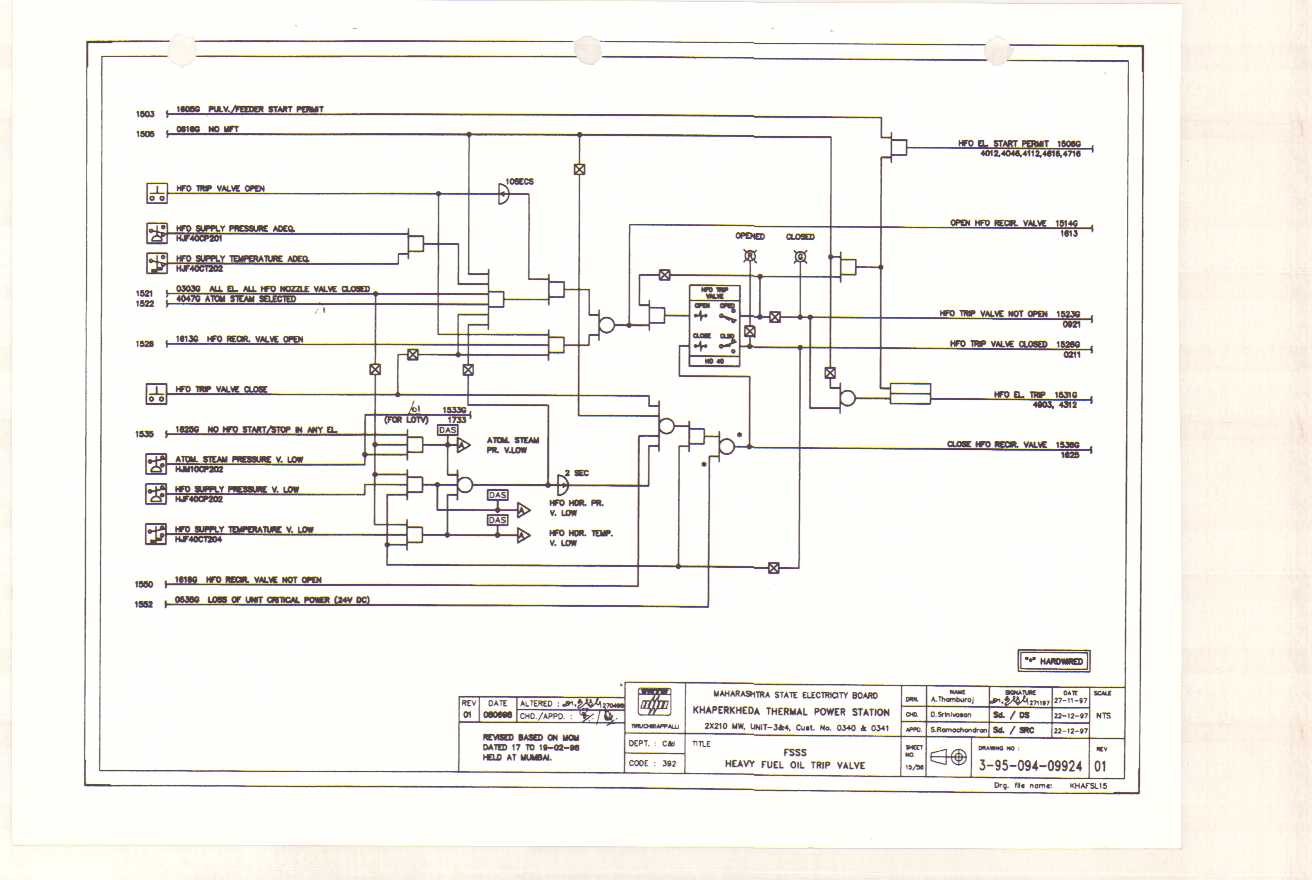 1503 1605G PULV./FEEDER START PERMIT
1505 0616G NO MFT
HFO EL. START PERMIT 1506G
4012,4046,4112,4616,4716
HFO TRIP VALVE OPEN
10SECS
HFO SUPPLY PRESSURE ADEQ.
HJF40CP201
OPEN HFO RECIR. VALVE 1514G
1613
OPENED CLOSED
R G
HFO SUPPLY TEMPERATURE ADEQ.
HJF40CT202
1521 0303G ALL EL. ALL HFO NOZZLE VALVE CLOSED
1522 4047G ATOM STEAM SELECTED
HFO TRIP
VALVE
OPEN OPED
CLOSE CLSD
HO 40
HFO TRIP VALVE NOT OPEN 1523G
0921
1528 1613G HFO RECIR. VALVE OPEN
HFO TRIP VALVE CLOSED 1526G
0211
HFO TRIP VALVE CLOSE
HFO EL. TRIP 1531G
4903, 4312
1533G
(FOR LOTV) 1733
1535 1625G NO HFO START/STOP IN ANY EL.
DAS
A
ATOM. STEAM
PR. V.LOW
*
*
CLOSE HFO RECIR. VALVE 1536G
1625
ATOM. STEAM PRESSURE V. LOW
HJM10CP202
2 SEC
HFO SUPPLY PRESSURE V. LOW
HJF40CP202
DAS
A
HFO HDR. PR.
V. LOW
DAS
A
HFO HDR. TEMP.
V. LOW
HFO SUPPLY TEMPERATURE V. LOW
HJF40CT204
1550 1616G HFO RECIR. VALVE NOT OPEN
1552 0536G LOSS OF UNIT CRITICAL POWER (24V DC)
"*" HARDWIRED
REV DATE ALTERED :
01 080698 CHD./APPD. :
REVISED BASED ON MOM
DATED 17 TO 19-02-98
HELD AT MUMBAI.
TIRUCHIRAPPALLI
DEPT. : C&I
CODE : 392
MAHARASHTRA STATE ELECTRICITY BOARD
KHAPERKHEDA THERMAL POWER STATION
2X210 MW, UNIT-3&4, Cust. No. 0340 & 0341
TITLE
FSSS
HEAVY FUEL OIL TRIP VALVE
NAME SIGNATURE DATE SCALE
DRN. A.Thamburaj 27-11-97
CHD. D.Srinivasan Sd. / DS 22-12-97 NTS
APPD. S.Ramachandran Sd. / SRC 22-12-97
SHEET
NO.
15/56
DRAWING NO :
3-95-094-09924
REV
01
Drg. file name: KHAFSL15